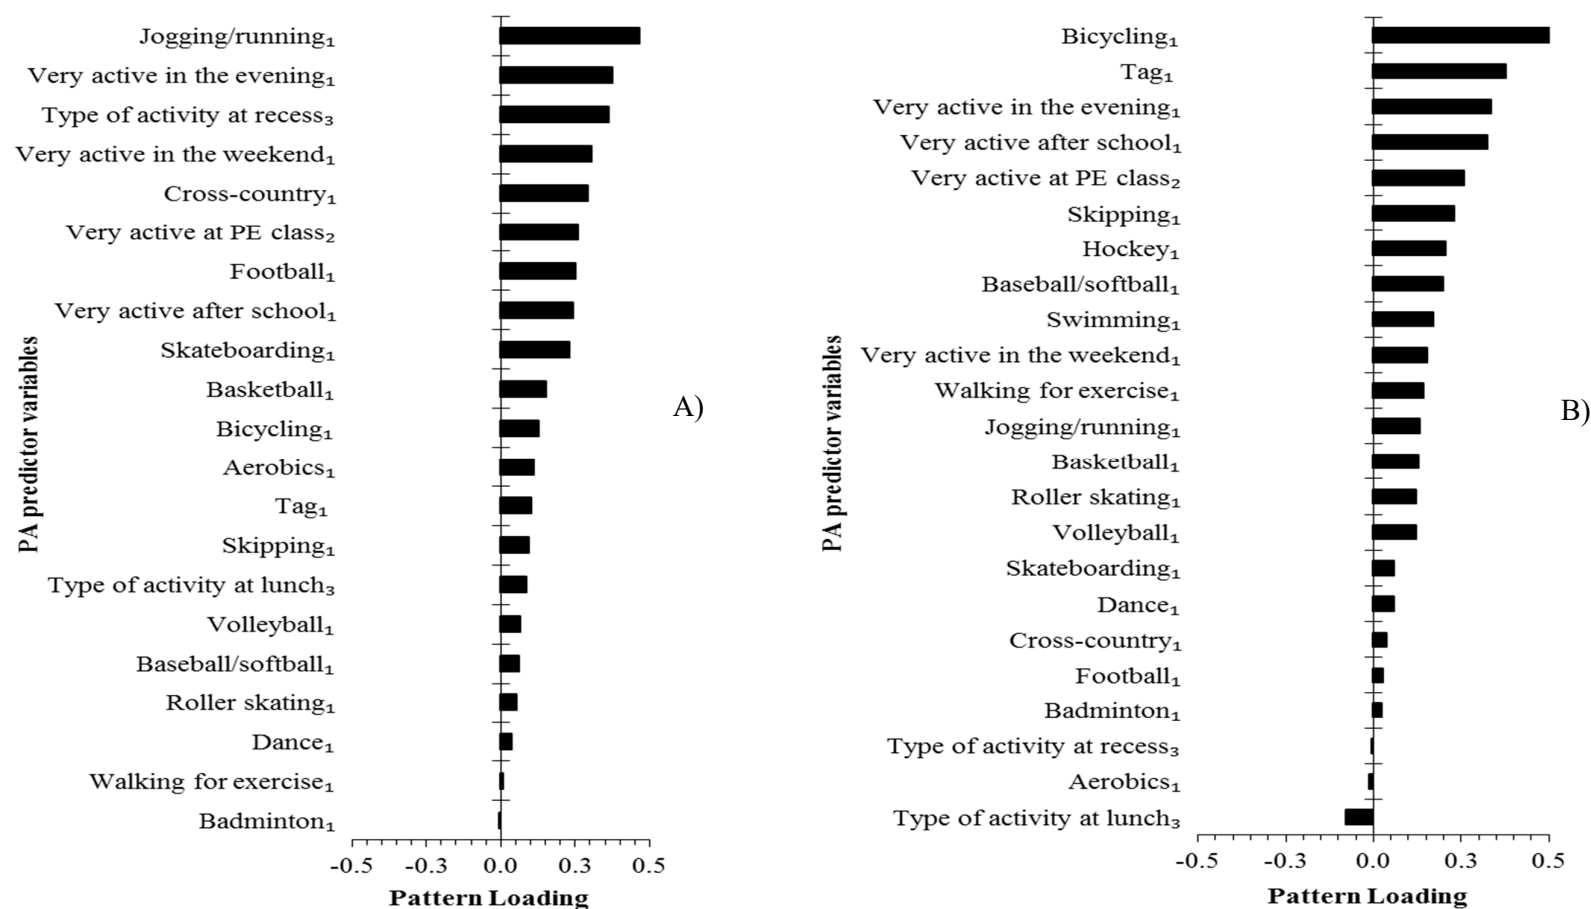 Jogging/running₁
Very active in the evening₁
Type of activity at recess₃
Very active in the weekend₁
Cross-country₁
Very active at PE class₂
Football₁
Very active after school₁
Skateboarding₁
Basketball₁
Bicycling₁
Aerobics₁
Tag₁
Skipping₁
Type of activity at lunch₃
Volleyball₁
Baseball/softball₁
Roller skating₁
Dance₁
Walking for exercise₁
Badminton₁
PA predictor variables
-0.5 -0.3 0.0 0.3 0.5
Pattern Loading
A)
Bicycling₁
Tag₁
Very active in the evening₁
Very active after school₁
Very active at PE class₂
Skipping₁
Hockey₁
Baseball/softball₁
Swimming₁
Very active in the weekend₁
Walking for exercise₁
Jogging/running₁
Basketball₁
Roller skating₁
Volleyball₁
Skateboarding₁
Dance₁
Cross-country₁
Football₁
Badminton₁
Type of activity at recess₃
Aerobics₁
Type of activity at lunch₃
PA predictor variables
-0.5 -0.3 0.0 0.3 0.5
Pattern Loading
B)